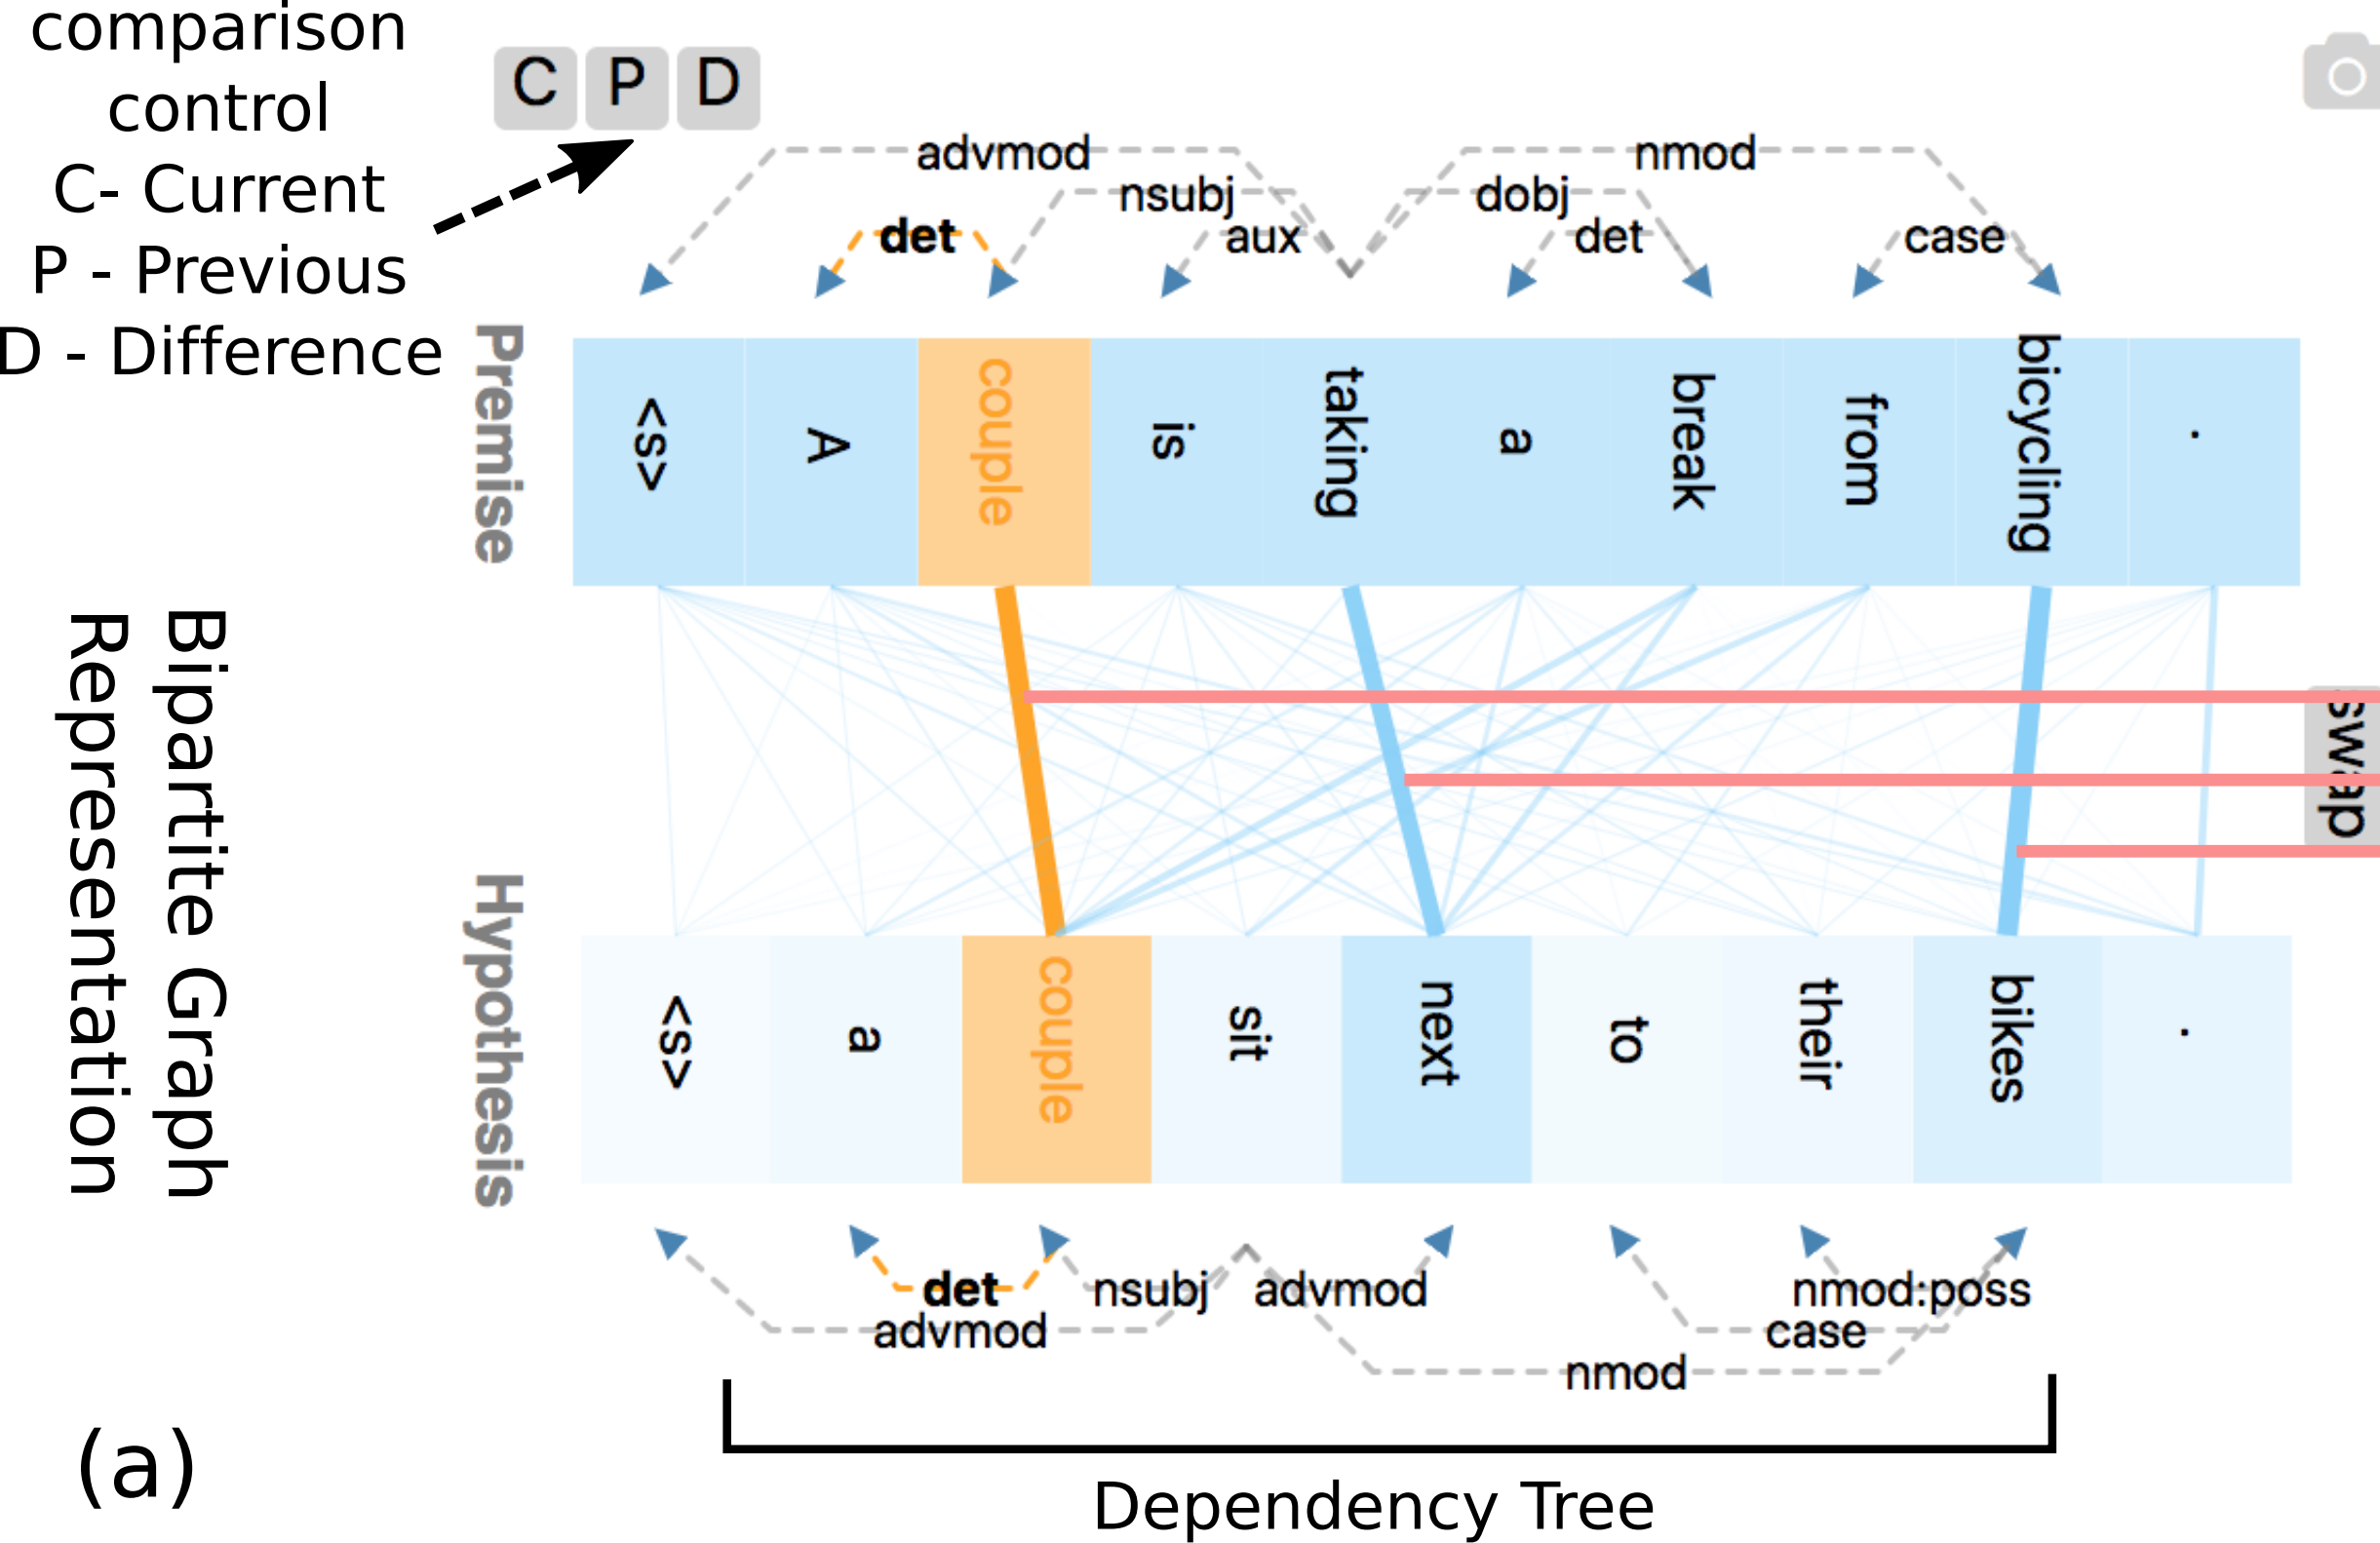 comparison
control
C- Current
P - Previous
D - Difference
C P D
advmod
nmod
nsubj
dobj
det
aux
det
case
Premise
<s> A couple is taking a break from bicycling .
Bipartite Graph
Representation
swap
Hypothesis
<s> a couple sit next to their bikes .
det
nsubj
advmod
nmod:poss
advmod
case
nmod
(a)
Dependency Tree